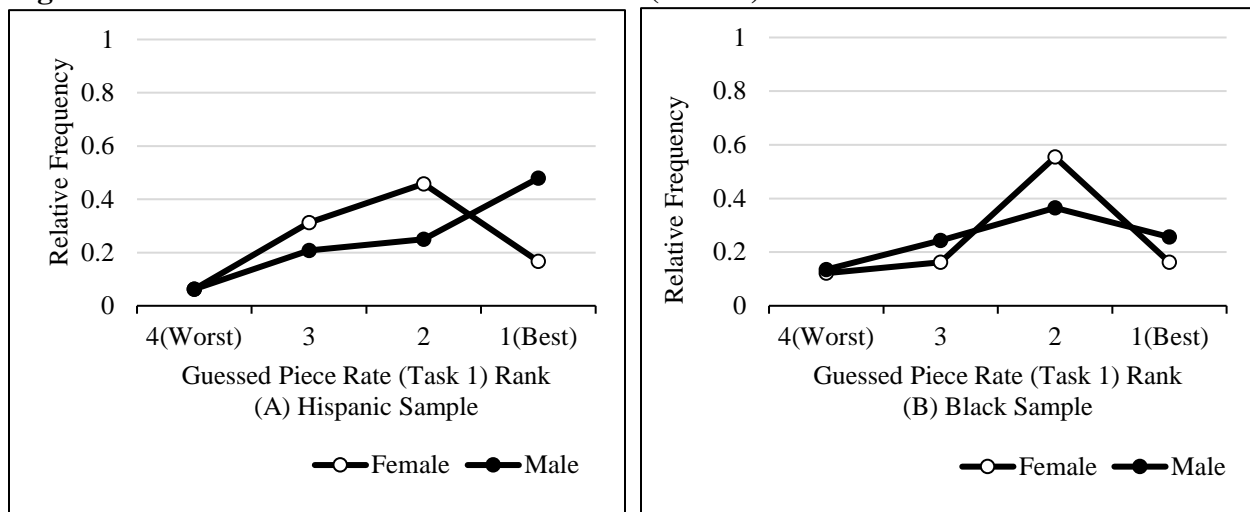 1
0.8
0.6
0.4
0.2
0
Relative Frequency
4(Worst) 3 2 1(Best)
Guessed Piece Rate (Task 1) Rank
(A) Hispanic Sample
Female Male
1
0.8
0.6
0.4
0.2
0
Relative Frequency
4(Worst) 3 2 1(Best)
Guessed Piece Rate (Task 1) Rank
(B) Black Sample
Female Male